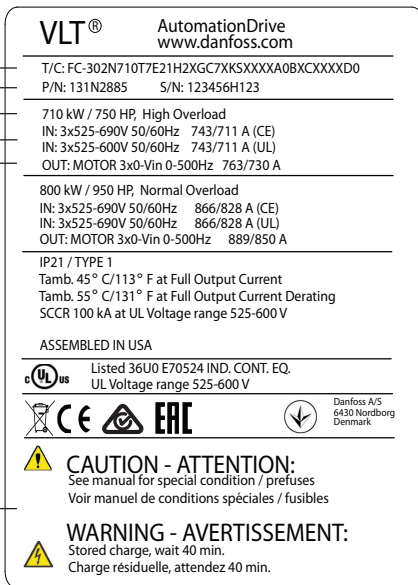 VLT® AutomationDrive
www.danfoss.com
T/C: FC-302N710T7E21H2XGC7XKSXXXXA0BXCXXXXD0
P/N: 131N2885 S/N: 123456H123
710 kW / 750 HP, High Overload
IN: 3x525-690V 50/60Hz 743/711 A (CE)
IN: 3x525-600V 50/60Hz 743/711 A (UL)
OUT: MOTOR 3x0-Vin 0-500Hz 763/730 A
800 kW / 950 HP, Normal Overload
IN: 3x525-690V 50/60Hz 866/828 A (CE)
IN: 3x525-690V 50/60Hz 866/828 A (UL)
OUT: MOTOR 3x0-Vin 0-500Hz 889/850 A
IP21 / TYPE 1
Tamb. 45° C/113° F at Full Output Current
Tamb. 55° C/131° F at Full Output Current Derating
SCCR 100 kA at UL Voltage range 525-600 V
ASSEMBLED IN USA
c UL us Listed 36U0 E70524 IND. CONT. EQ.
UL Voltage range 525-600 V
CE EAC
Danfoss A/S
6430 Nordborg
Denmark
CAUTION - ATTENTION:
See manual for special condition / prefuses
Voir manuel de conditions spéciales / fusibles
WARNING - AVERTISSEMENT:
Stored charge, wait 40 min.
Charge résiduelle, attendez 40 min.